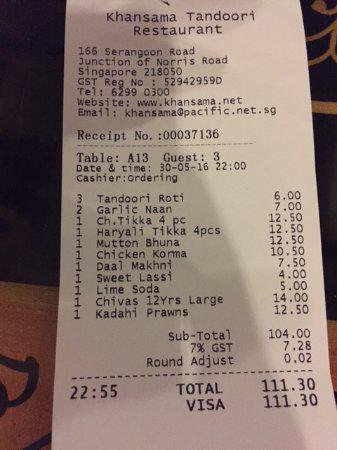 Khansama Tandoori
Restaurant
166 Serangoon Road
Junction of Norris Road
Singapore 218050
GST Reg No : 52942959D
Tel: 6299 0300
Website: www.khansama.net
Email: khansama@pacific.net.sg
Receipt No.:00037136
Table: A13 Guest: 3
Date & time: 30-05-16 22:00
Cashier:Ordering
3 Tandoori Roti 6.00
2 Garlic Naan 7.00
1 Ch.Tikka 4 pc 12.50
1 Haryali Tikka 4pcs 12.50
1 Mutton Bhuna 12.50
1 Chicken Korma 10.50
1 Daal Makhni 7.50
1 Sweet Lassi 4.00
1 Lime Soda 5.00
1 Chivas 12Yrs Large 14.00
1 Kadahi Prawns 12.50
Sub-Total 104.00
7% GST 7.28
Round Adjust 0.02
22:55 TOTAL 111.30
VISA 111.30